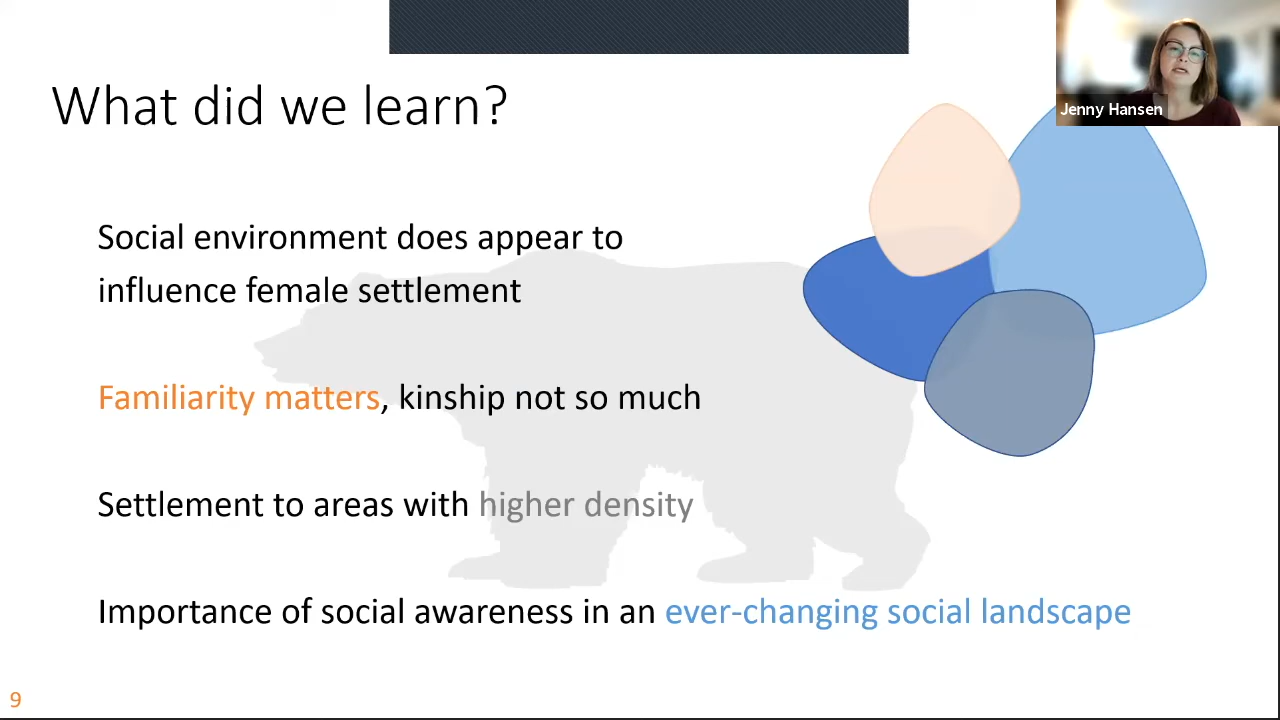 Jenny Hansen
What did we learn?
Social environment does appear to
influence female settlement
Familiarity matters, kinship not so much
Settlement to areas with higher density
Importance of social awareness in an ever-changing social landscape
9